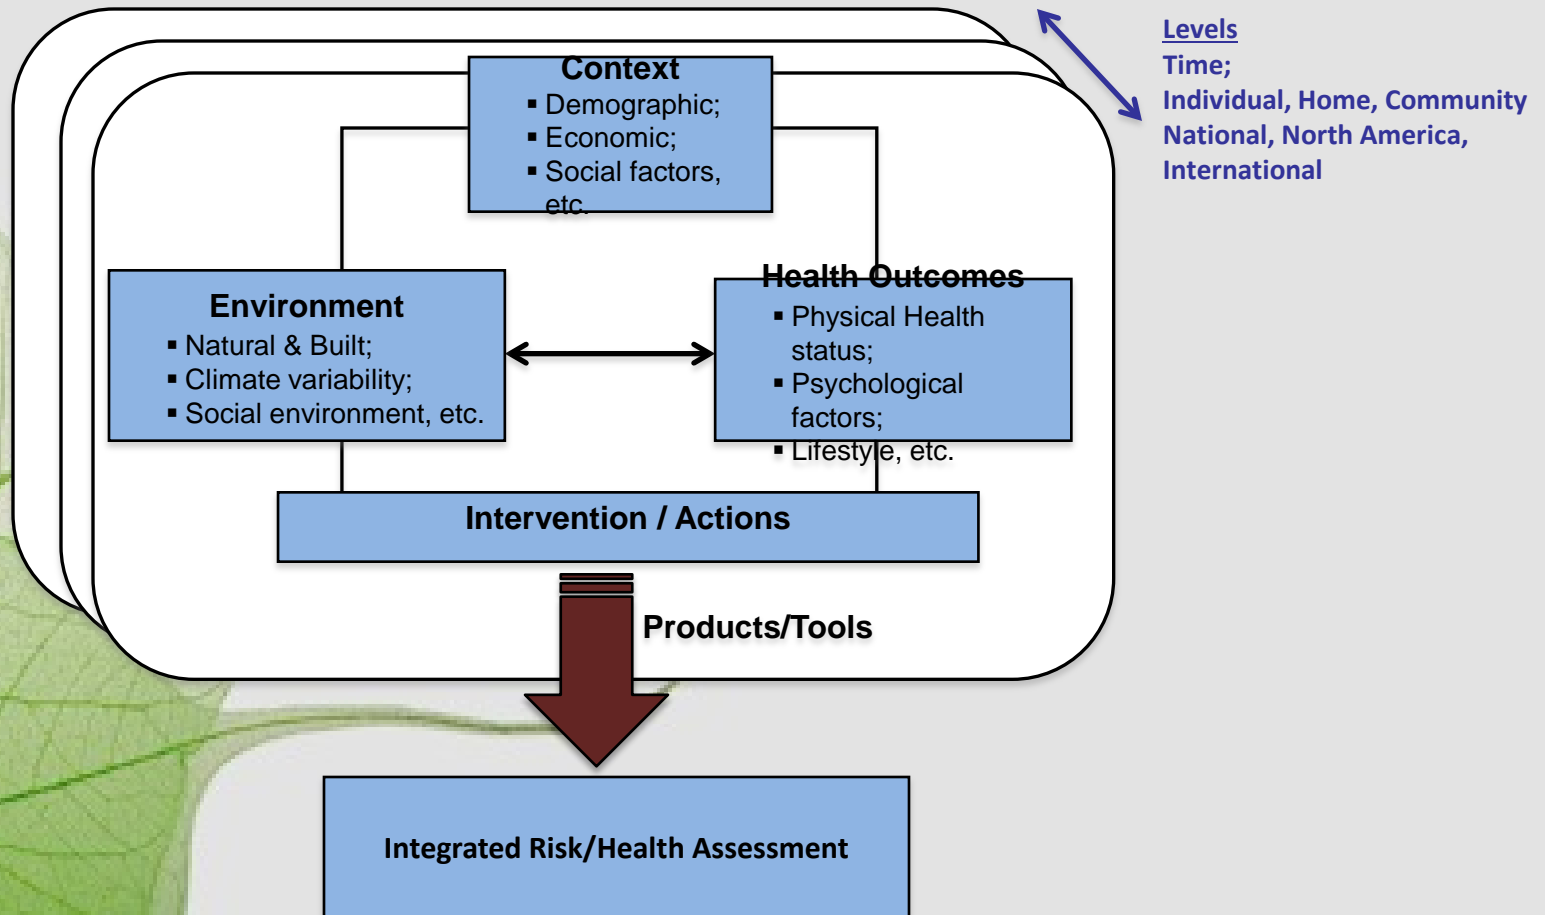 Levels
Time;
Individual, Home, Community
National, North America,
International
Context
▪ Demographic;
▪ Economic;
▪ Social factors,
etc.
Environment
▪ Natural & Built;
▪ Climate variability;
▪ Social environment, etc.
Health Outcomes
▪ Physical Health
status;
▪ Psychological
factors;
▪ Lifestyle, etc.
Intervention / Actions
Products/Tools
Integrated Risk/Health Assessment